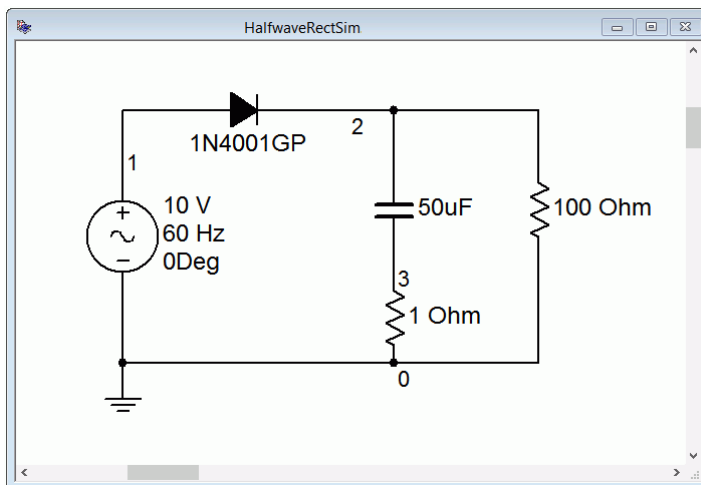 HalfwaveRectSim
2
1N4001GP
1
10 V
60 Hz
0Deg
50uF
100 Ohm
3
1 Ohm
0